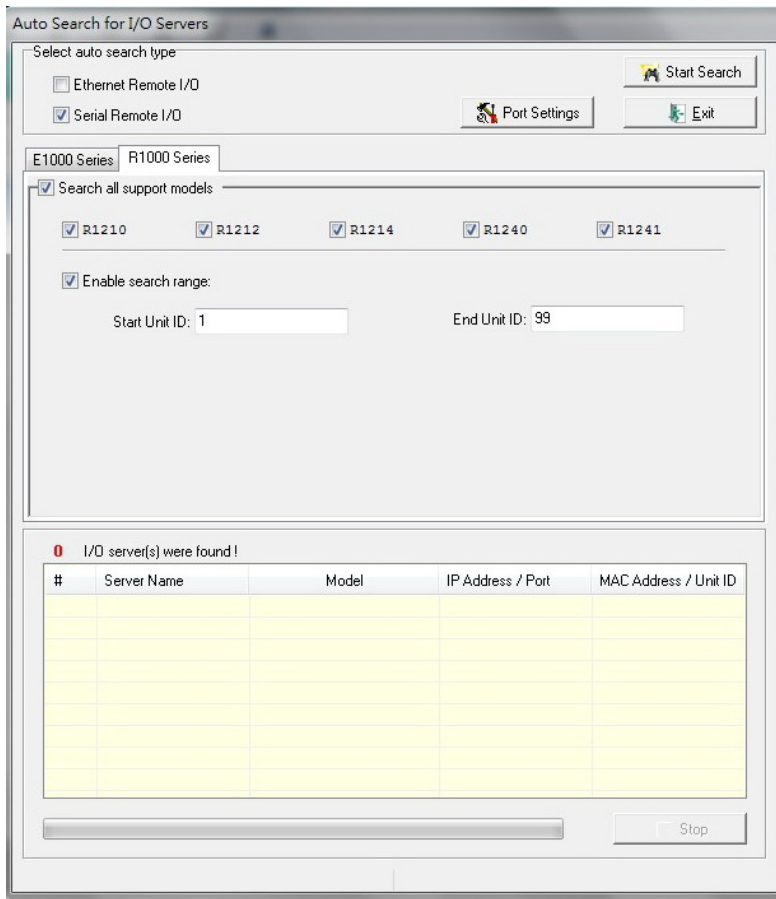 Auto Search for I/O Servers
Select auto search type
Ethernet Remote I/O
Start Search
Serial Remote I/O
Port Settings
Exit
E1000 Series R1000 Series
Search all support models
R1210 R1212 R1214 R1240 R1241
Enable search range:
Start Unit ID: 1 End Unit ID: 99
0 I/O server(s) were found !
# Server Name Model IP Address / Port MAC Address / Unit ID
Stop